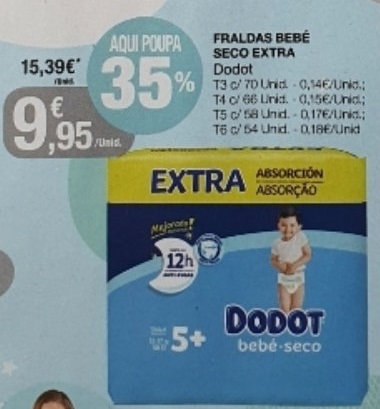 AQUI POUPA
35%
15,39€*
/Unid.
9,95€
/Unid.
FRALDAS BEBÉ
SECO EXTRA
Dodot
T3 c/ 70 Unid. - 0,14€/Unid.;
T4 c/ 66 Unid. - 0,15€/Unid.;
T5 c/ 58 Unid. - 0,17€/Unid.;
T6 c/ 54 Unid. - 0,18€/Unid
EXTRA ABSORCIÓN
ABSORÇÃO
Mejorado!
12h
DODOT
bebé-seco
5+